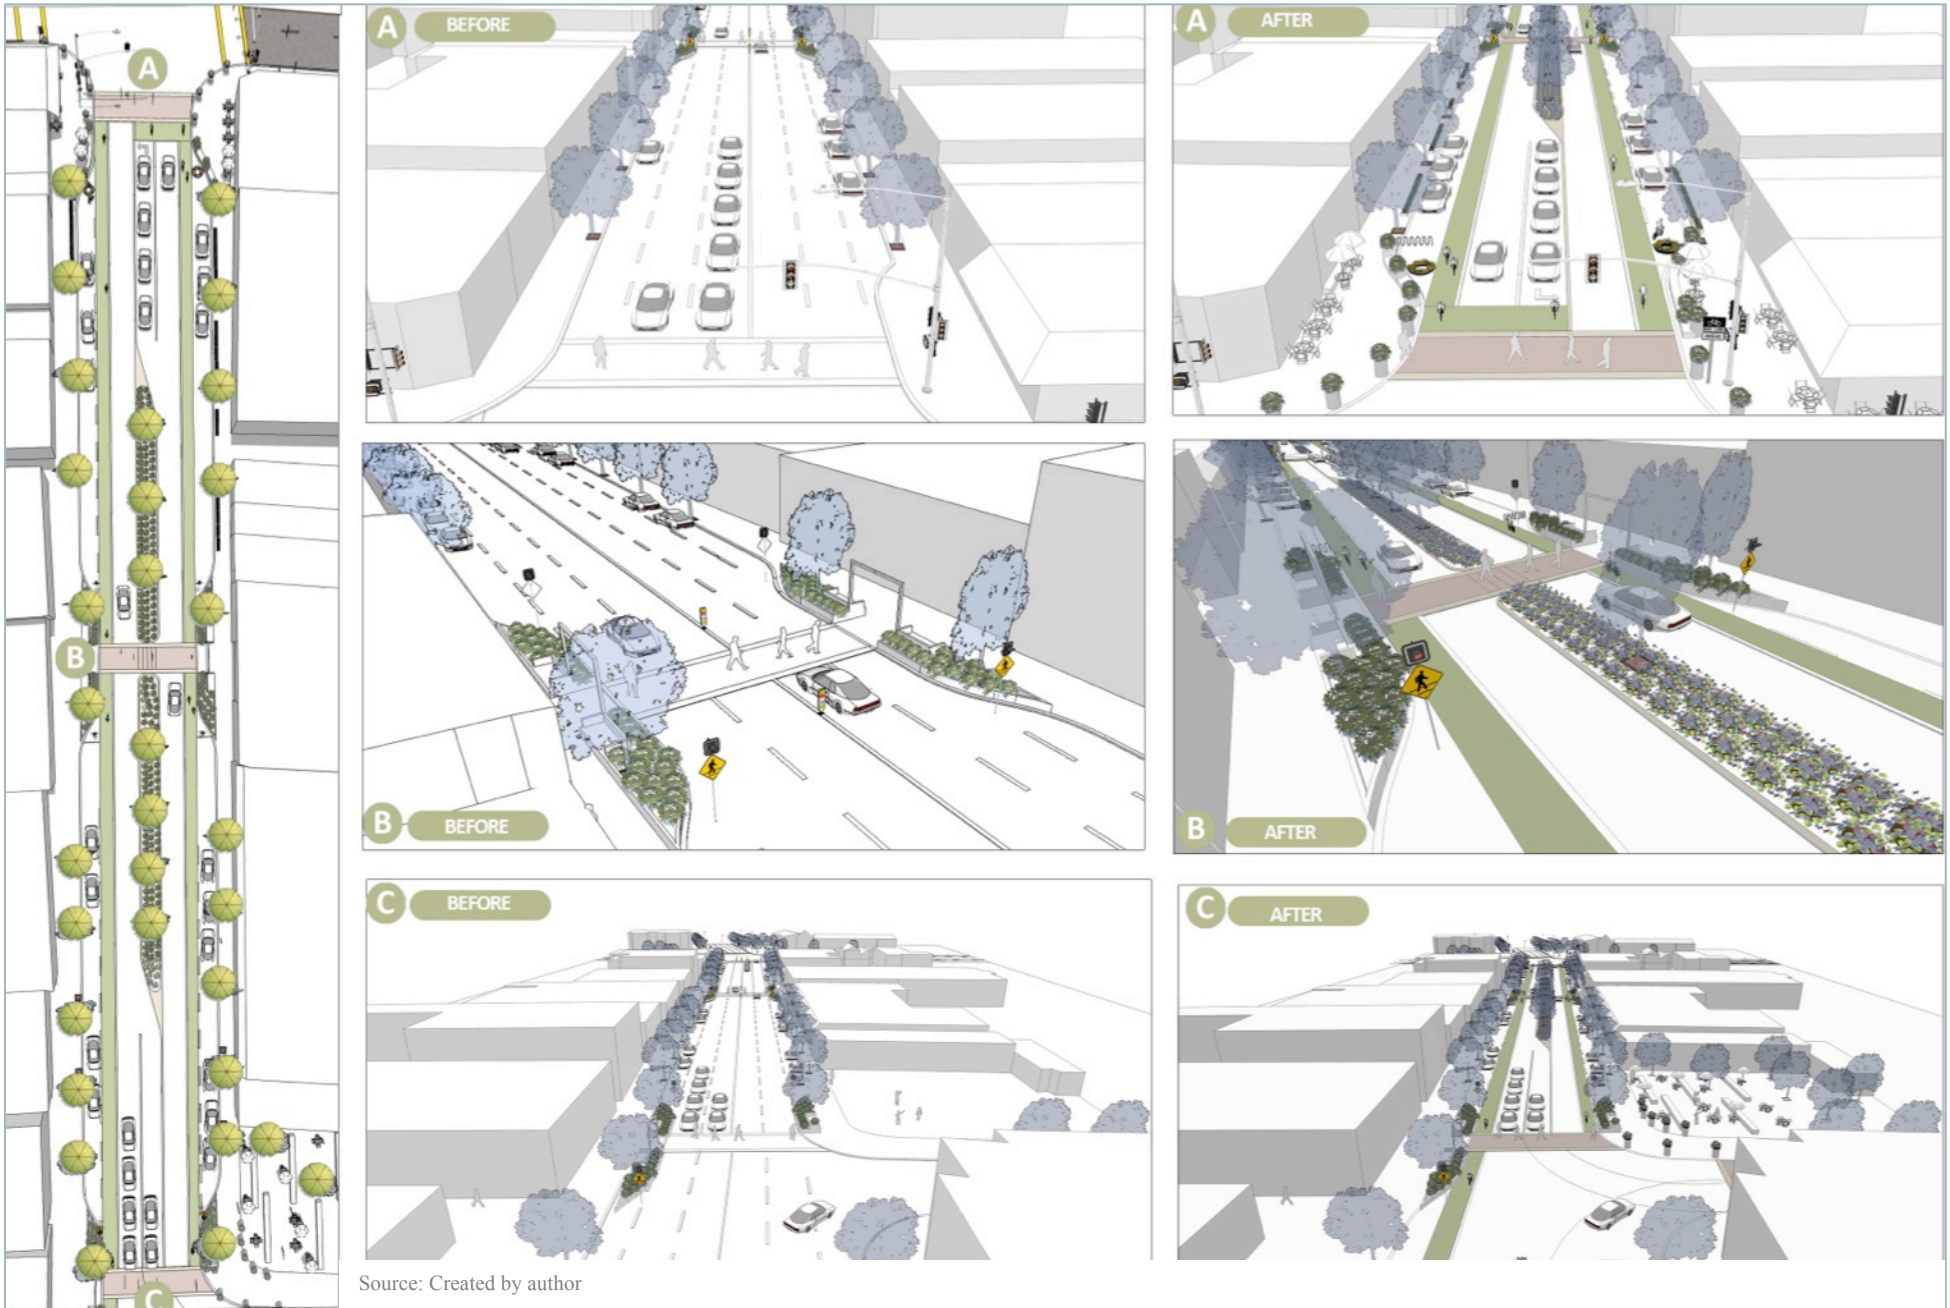 A
B
C
A BEFORE
A AFTER
B BEFORE
B AFTER
C BEFORE
C AFTER
Source: Created by author